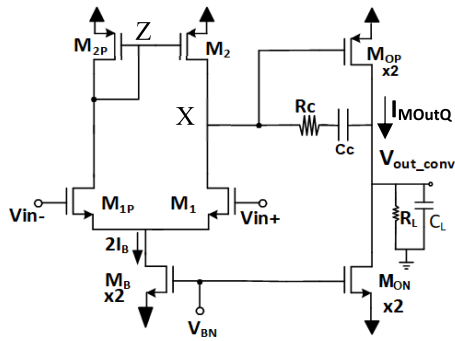 M2P
Z
M2
MOP
x2
X
Rc
Cc
IMOutQ
Vout_conv
Vin-
M1P
M1
Vin+
RL
CL
2IB
MB
x2
VBN
MON
x2